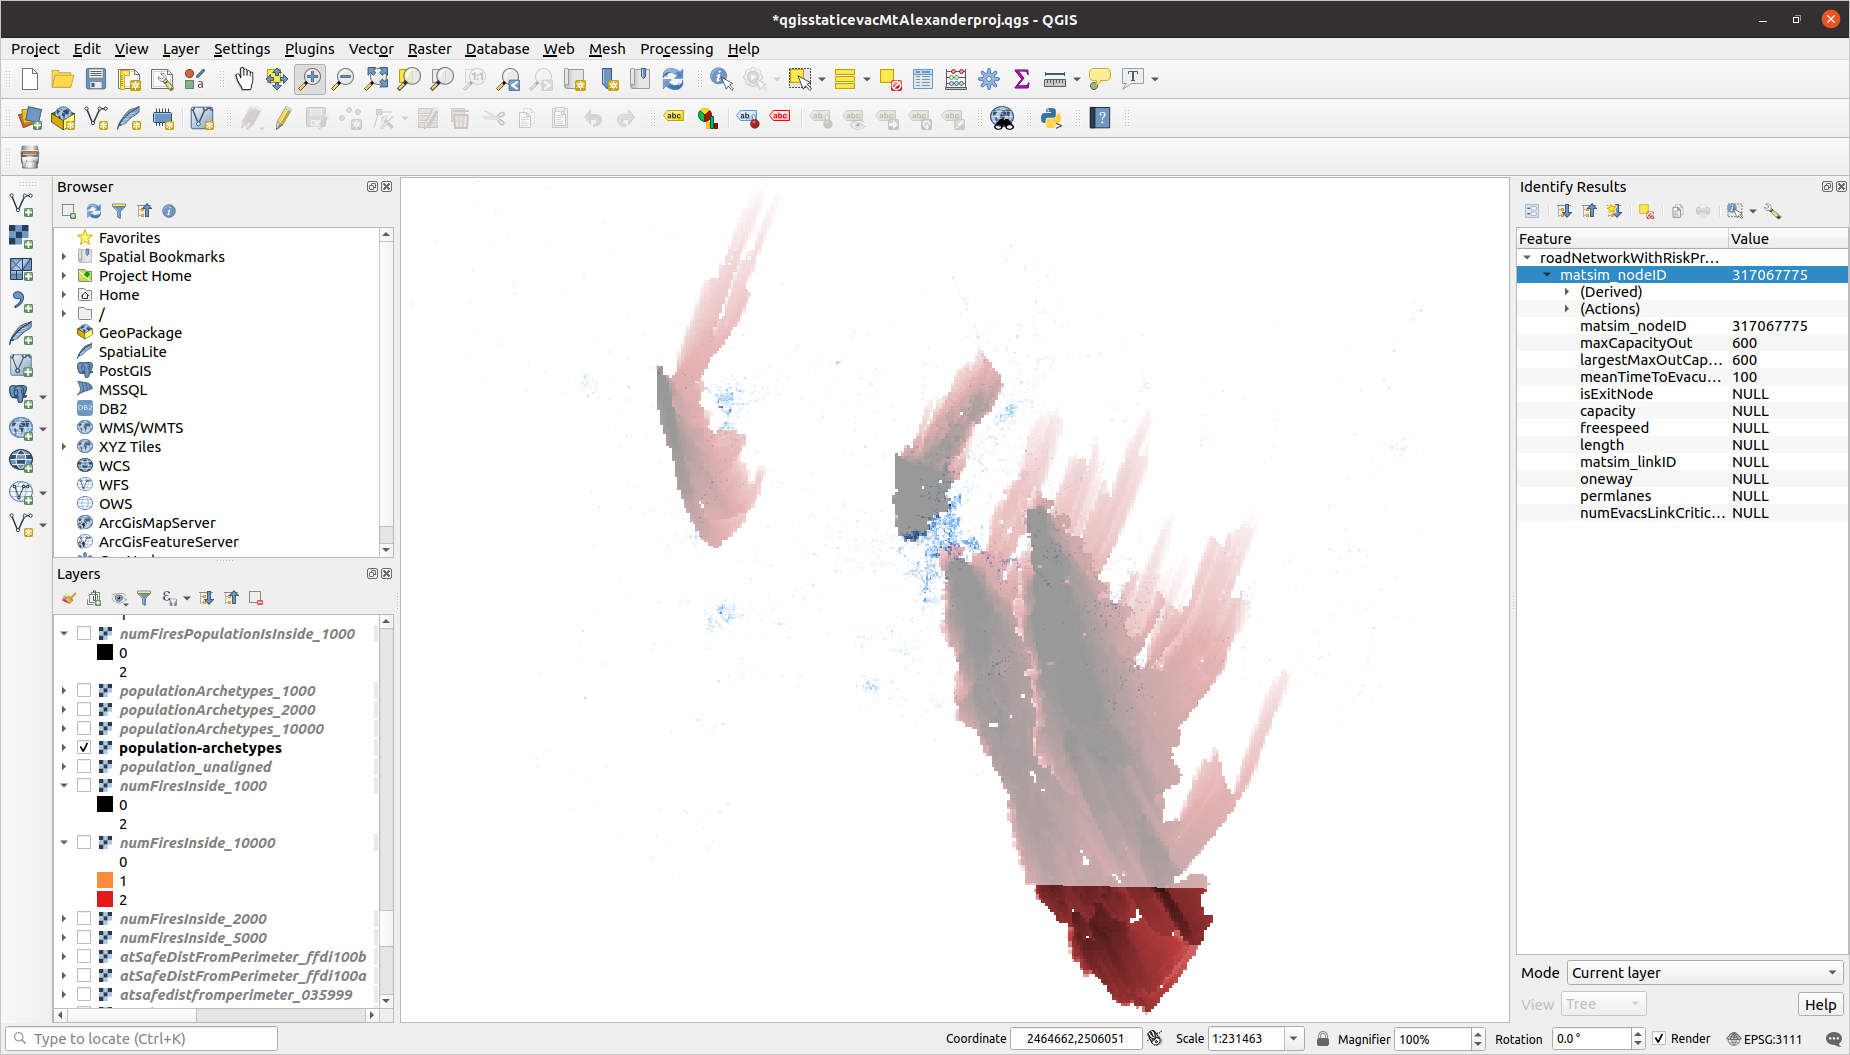 *qgisstaticevacMtAlexanderproj.qgs - QGIS
Project Edit View Layer Settings Plugins Vector Raster Database Web Mesh Processing Help
Browser
Favorites
Spatial Bookmarks
Project Home
Home
/
GeoPackage
SpatiaLite
PostGIS
MSSQL
DB2
WMS/WMTS
XYZ Tiles
WCS
WFS
OWS
ArcGisMapServer
ArcGisFeatureServer
Layers
numFiresPopulationIsInside_1000
0
2
populationArchetypes_1000
populationArchetypes_2000
populationArchetypes_10000
population-archetypes
population_unaligned
numFiresInside_1000
0
2
numFiresInside_10000
0
1
2
numFiresInside_2000
numFiresInside_5000
atSafeDistFromPerimeter_ffdi100b
atSafeDistFromPerimeter_ffdi100a
atsafedistfromperimeter_035999
Identify Results
Feature Value
roadNetworkWithRiskPr...
matsim_nodeID 317067775
(Derived)
(Actions)
matsim_nodeID 317067775
maxCapacityOut 600
largestMaxOutCap... 600
meanTimeToEvacu... 100
isExitNode NULL
capacity NULL
freespeed NULL
length NULL
matsim_linkID NULL
oneway NULL
permlanes NULL
numEvacsLinkCritic... NULL
Mode Current layer
View Tree Help
Type to locate (Ctrl+K) Coordinate 2464662,2506051 Scale 1:231463 Magnifier 100% Rotation 0.0 ° Render EPSG:3111